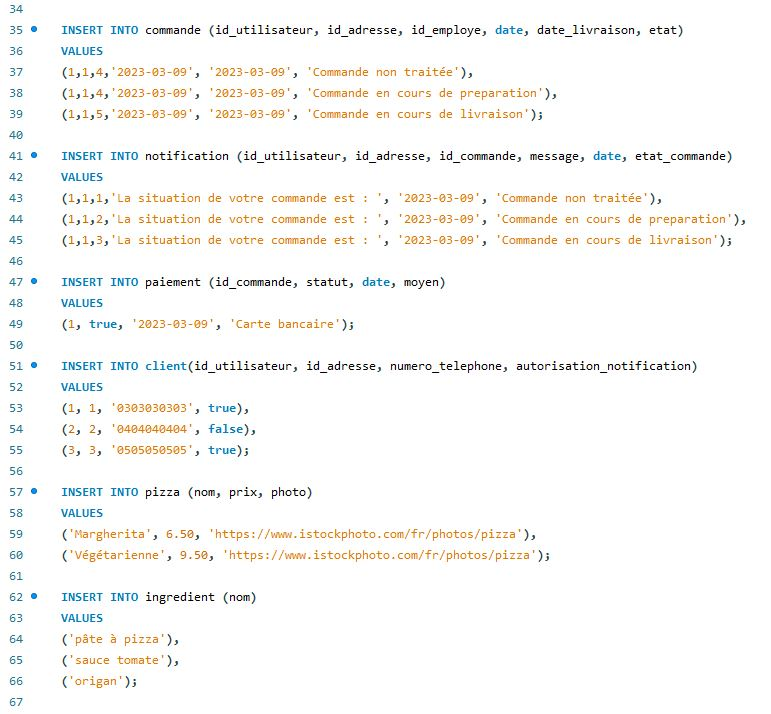 34
35 INSERT INTO commande (id_utilisateur, id_adresse, id_employe, date, date_livraison, etat)
36 VALUES
37 (1,1,4,'2023-03-09', '2023-03-09', 'Commande non traitée'),
38 (1,1,4,'2023-03-09', '2023-03-09', 'Commande en cours de preparation'),
39 (1,1,5,'2023-03-09', '2023-03-09', 'Commande en cours de livraison');
40
41 INSERT INTO notification (id_utilisateur, id_adresse, id_commande, message, date, etat_commande)
42 VALUES
43 (1,1,1,'La situation de votre commande est : ', '2023-03-09', 'Commande non traitée'),
44 (1,1,2,'La situation de votre commande est : ', '2023-03-09', 'Commande en cours de preparation'),
45 (1,1,3,'La situation de votre commande est : ', '2023-03-09', 'Commande en cours de livraison');
46
47 INSERT INTO paiement (id_commande, statut, date, moyen)
48 VALUES
49 (1, true, '2023-03-09', 'Carte bancaire');
50
51 INSERT INTO client(id_utilisateur, id_adresse, numero_telephone, autorisation_notification)
52 VALUES
53 (1, 1, '0303030303', true),
54 (2, 2, '0404040404', false),
55 (3, 3, '0505050505', true);
56
57 INSERT INTO pizza (nom, prix, photo)
58 VALUES
59 ('Margherita', 6.50, 'https://www.istockphoto.com/fr/photos/pizza'),
60 ('Végétarienne', 9.50, 'https://www.istockphoto.com/fr/photos/pizza');
61
62 INSERT INTO ingredient (nom)
63 VALUES
64 ('pâte à pizza'),
65 ('sauce tomate'),
66 ('origan');
67